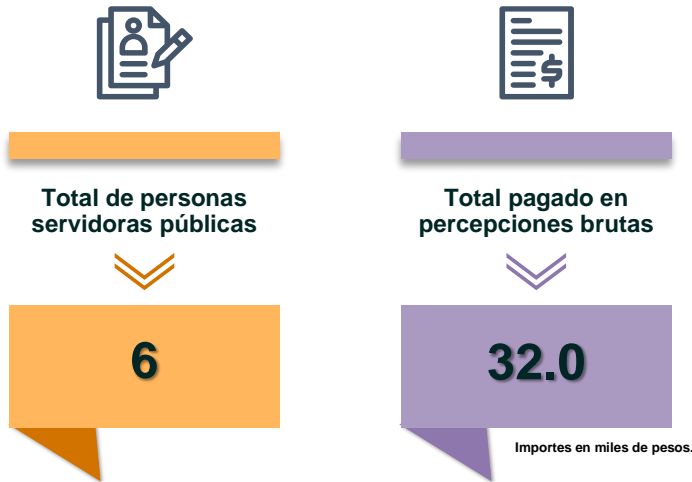 Total de personas
servidoras públicas
6
Total pagado en
percepciones brutas
32.0
Importes en miles de pesos.